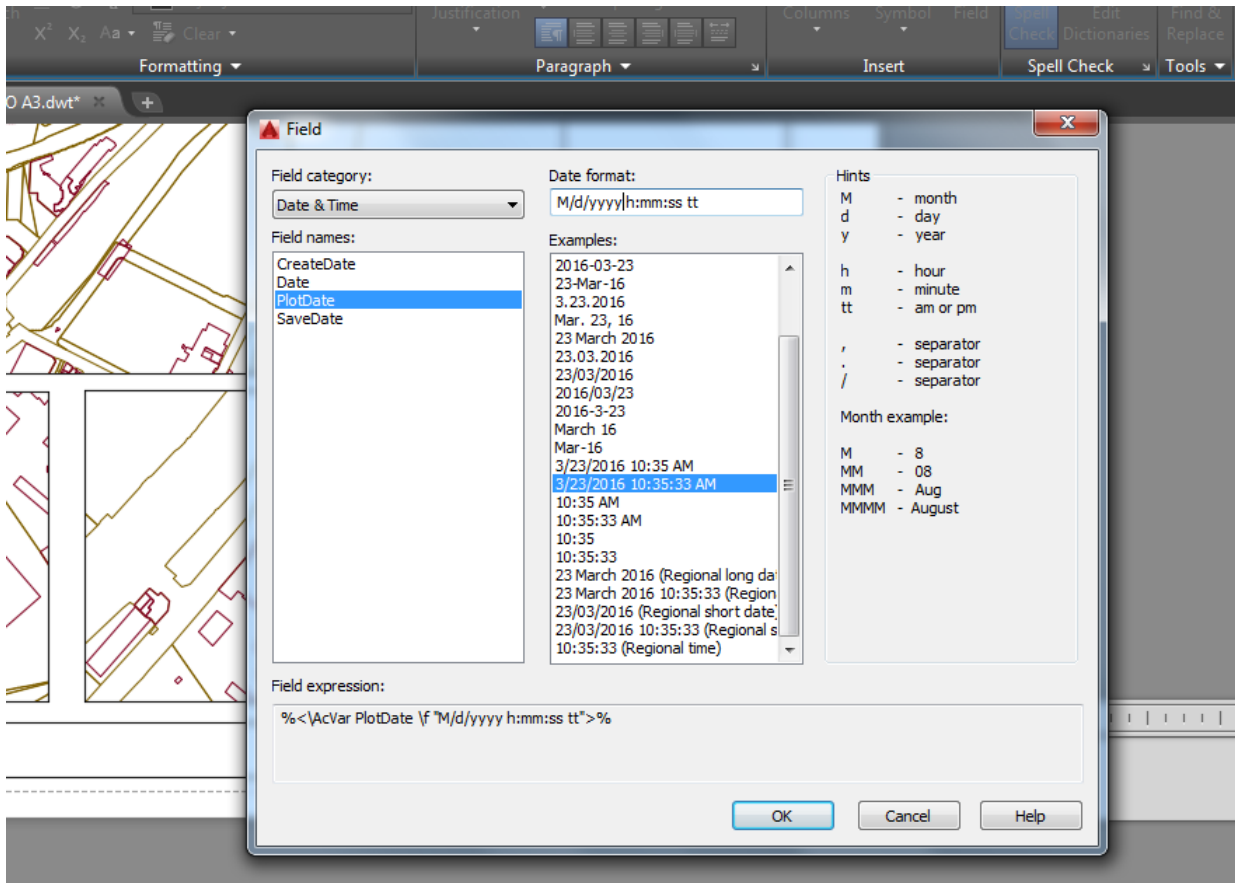 Justification
Columns Symbol Field Spell Edit Find &
X² X₂ Aa Clear Check Dictionaries Replace
Formatting Paragraph Insert Spell Check Tools
O A3.dwt*
Field
Field category:
Date & Time
Field names:
CreateDate
Date
PlotDate
SaveDate
Date format:
M/d/yyyy h:mm:ss tt
Examples:
2016-03-23
23-Mar-16
3.23.2016
Mar. 23, 16
23 March 2016
23.03.2016
23/03/2016
2016/03/23
2016-3-23
March 16
Mar-16
3/23/2016 10:35 AM
3/23/2016 10:35:33 AM
10:35 AM
10:35:33 AM
10:35
10:35:33
23 March 2016 (Regional long dat
23 March 2016 10:35:33 (Region
23/03/2016 (Regional short date)
23/03/2016 10:35:33 (Regional s
10:35:33 (Regional time)
Hints
M - month
d - day
y - year
h - hour
m - minute
tt - am or pm
, - separator
. - separator
/ - separator
Month example:
M - 8
MM - 08
MMM - Aug
MMMM - August
Field expression:
%<\AcVar PlotDate \f "M/d/yyyy h:mm:ss tt">%
OK Cancel Help